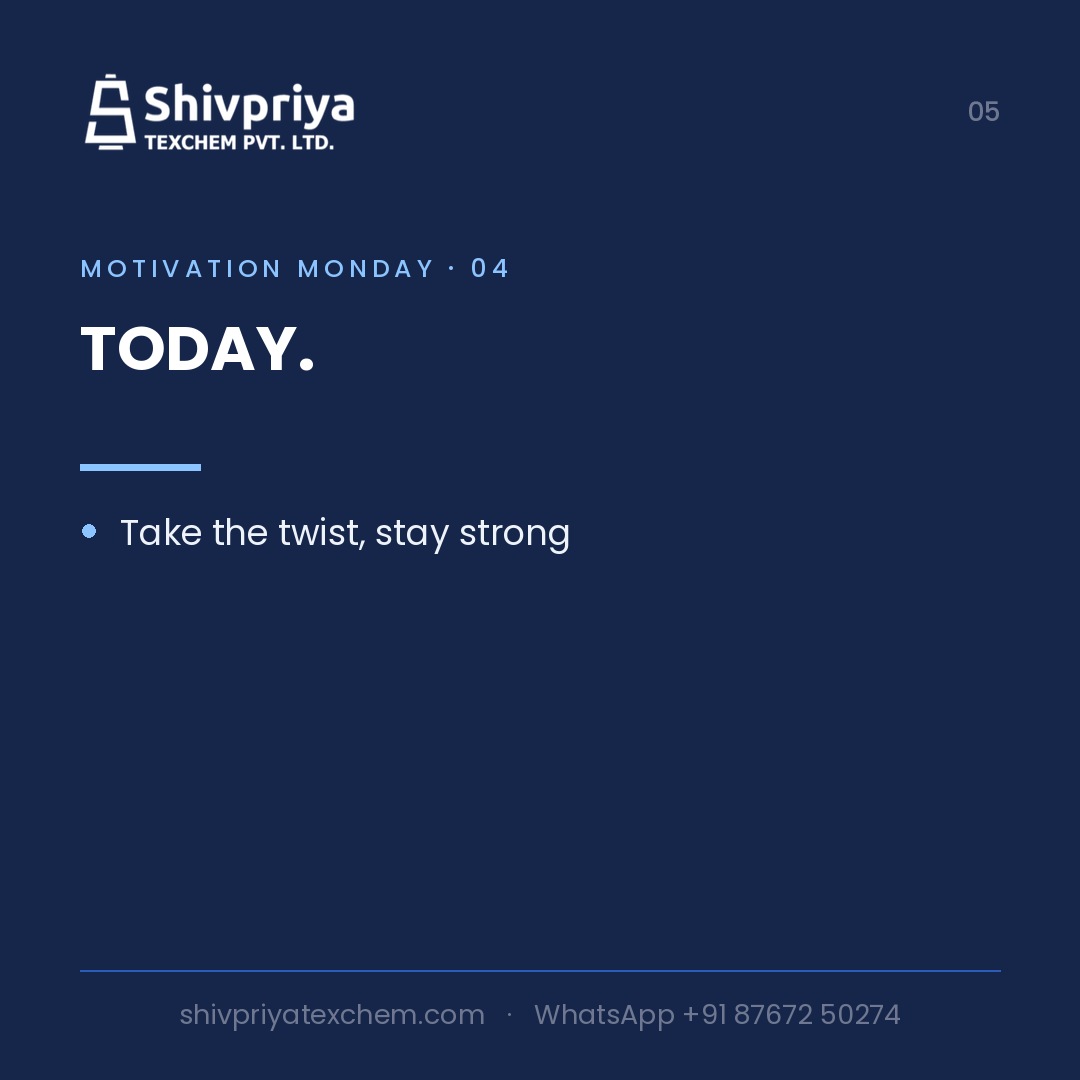 Shivpriya
TEXCHEM PVT. LTD.
05
MOTIVATION MONDAY · 04
TODAY.
• Take the twist, stay strong
shivpriyatexchem.com · WhatsApp +91 87672 50274